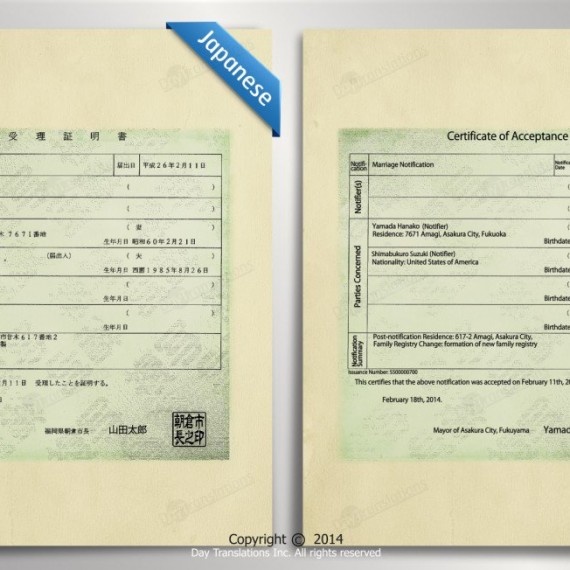 Japanese
受理証明書
届出日 平成26年2月11日
( )
( )
木 7671番地
( 妻 )
生年月日 昭和60年2月21日
(届出人) ( 夫 )
生年月日 西暦1985年8月26日
( )
生年月日
( )
生年月日
市甘木617番地2
製
月11日 受理したことを証明する。
福岡県朝倉市長 山田太郎
朝倉市
長之印
Certificate of Acceptance
Notifi-
cation
Marriage Notification
Notification
Date
Notifier(s)
(
(
Parties Concerned
Yamada Hanako (Notifier)
Residence: 7671 Amagi, Asakura City, Fukuoka
(
Birthdate
Shimabukuro Suzuki (Notifier)
Nationality: United States of America
(
Birthdate
(
Birthdate
(
Birthdate
Notification
Summary
Post-notification Residence: 617-2 Amagi, Asakura City,
Family Registry Change; formation of new family registry
Issuance Number: 5500000700
This certifies that the above notification was accepted on February 11th, 20
February 18th, 2014.
Mayor of Asakura City, Fukuyama Yamad
Day Translations
Copyright © 2014
Day Translations Inc. All rights reserved